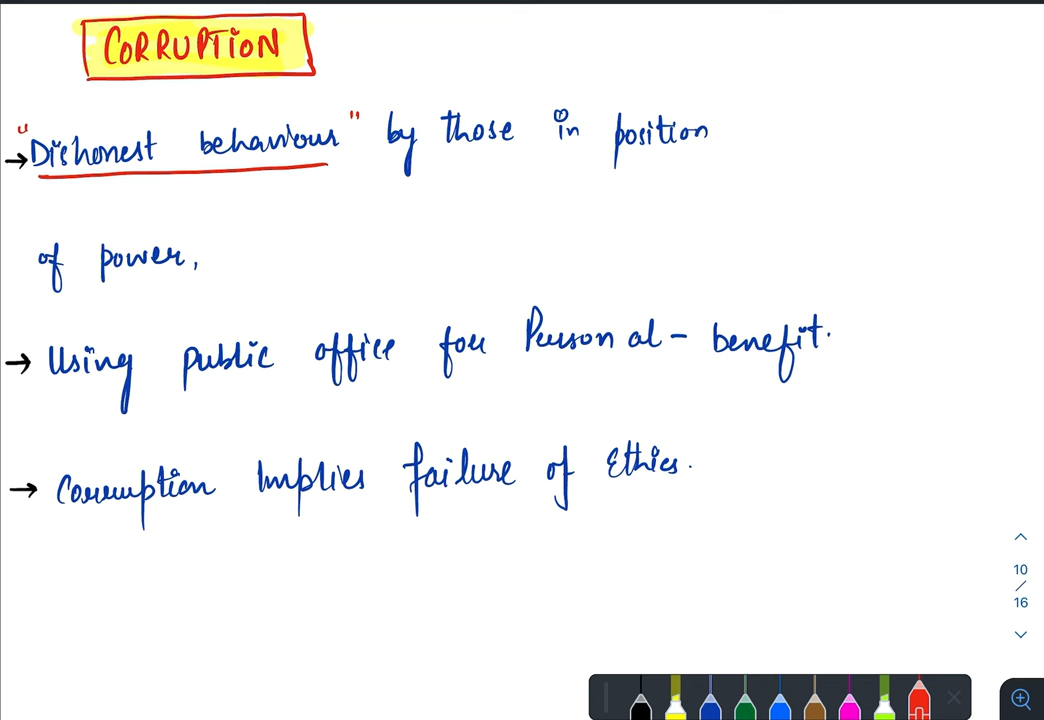 CORRUPTION
→ "Dishonest behaviour" by those in position
of power,
→ Using public office for Personal - benefit.
→ Corruption Implies failure of Ethics.
10
/
16